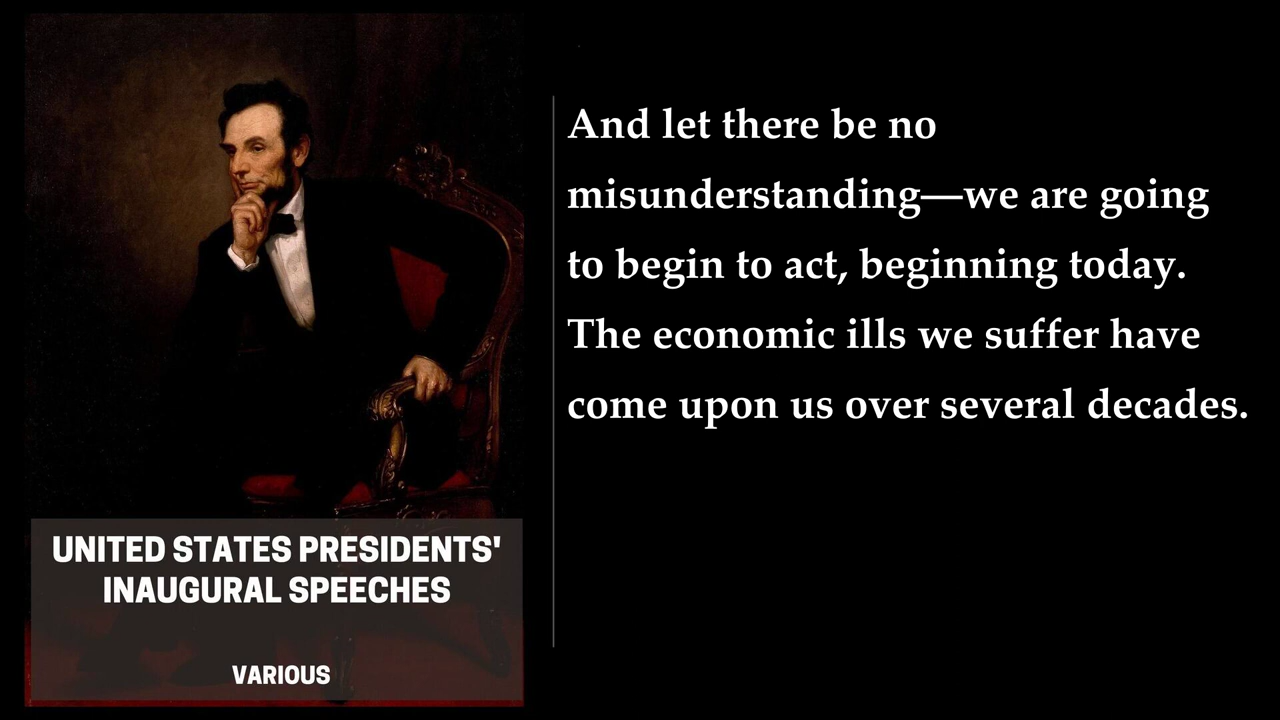 And let there be no
misunderstanding—we are going
to begin to act, beginning today.
The economic ills we suffer have
come upon us over several decades.
UNITED STATES PRESIDENTS'
INAUGURAL SPEECHES
VARIOUS